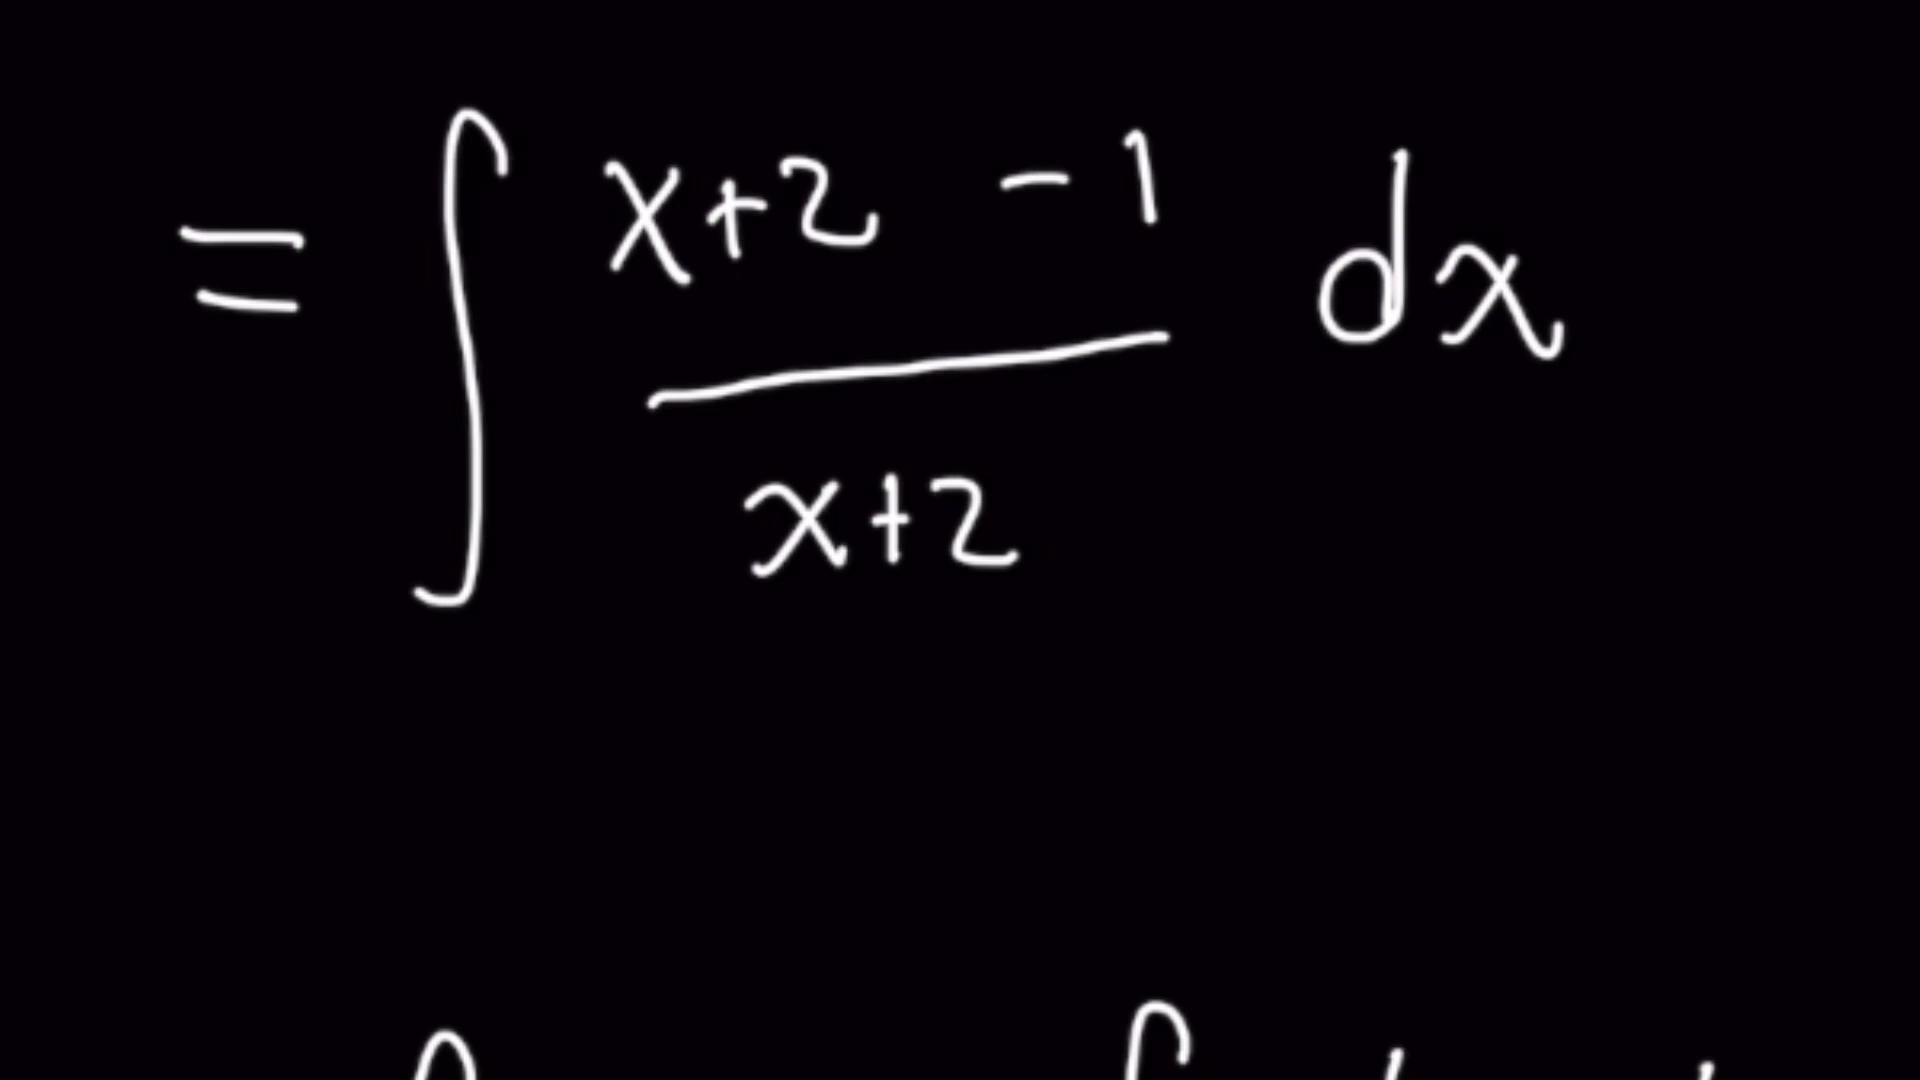 = ∫ x+2 -1 dx
x+2